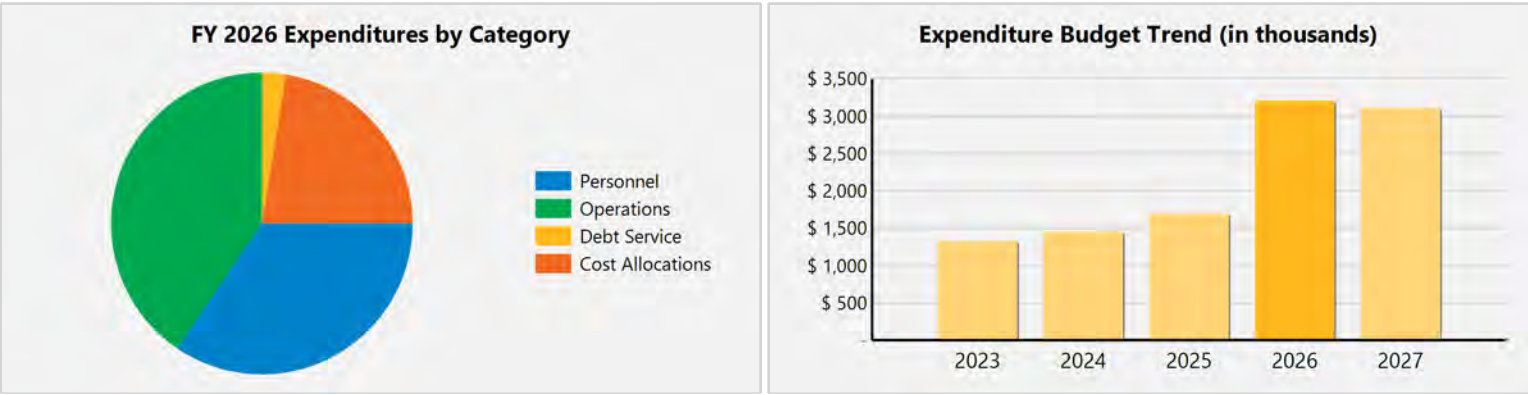 FY 2026 Expenditures by Category
Personnel
Operations
Debt Service
Cost Allocations
Expenditure Budget Trend (in thousands)
$ 3,500
$ 3,000
$ 2,500
$ 2,000
$ 1,500
$ 1,000
$ 500
-
2023 2024 2025 2026 2027